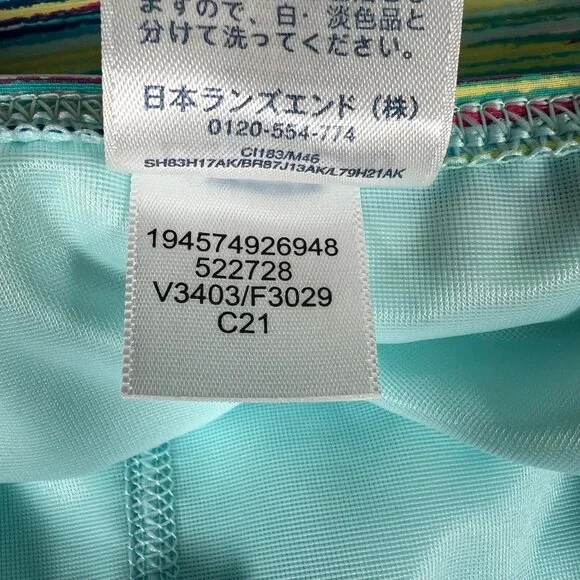 ますので、白・淡色品と
分けて洗ってください。
日本ランズエンド（株）
0120-554-774
CI183/M46
SH83H17AK/BR87J13AK/L79H21AK
194574926948
522728
V3403/F3029
C21